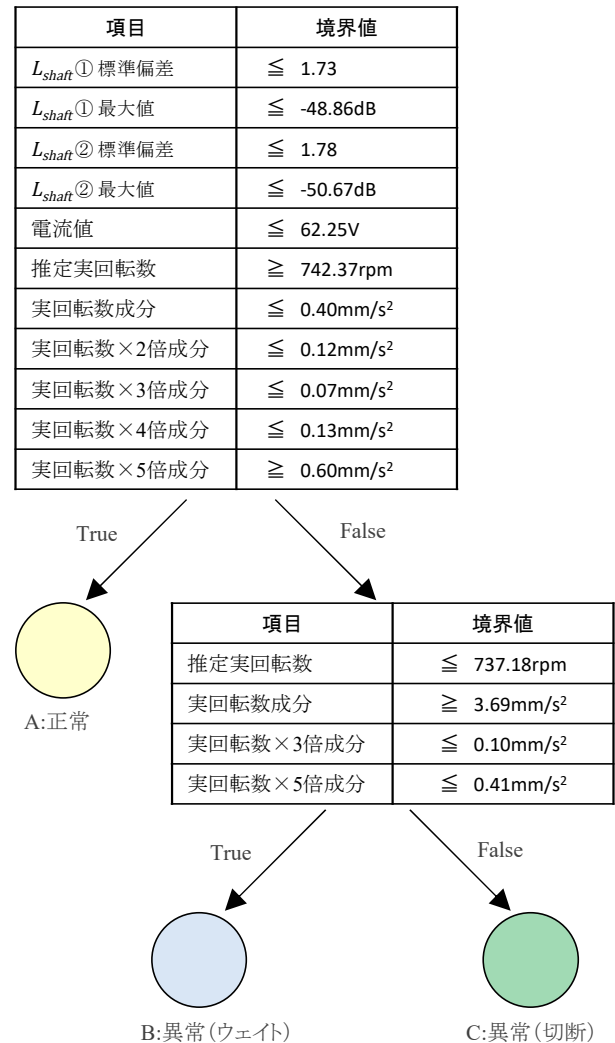 項目 境界値
Lshaft① 標準偏差 ≦ 1.73
Lshaft① 最大値 ≦ -48.86dB
Lshaft② 標準偏差 ≦ 1.78
Lshaft② 最大値 ≦ -50.67dB
電流値 ≦ 62.25V
推定実回転数 ≧ 742.37rpm
実回転数成分 ≦ 0.40mm/s²
実回転数×2倍成分 ≦ 0.12mm/s²
実回転数×3倍成分 ≦ 0.07mm/s²
実回転数×4倍成分 ≦ 0.13mm/s²
実回転数×5倍成分 ≧ 0.60mm/s²
True False
A:正常
項目 境界値
推定実回転数 ≦ 737.18rpm
実回転数成分 ≧ 3.69mm/s²
実回転数×3倍成分 ≦ 0.10mm/s²
実回転数×5倍成分 ≦ 0.41mm/s²
True False
B:異常(ウェイト) C:異常(切断)